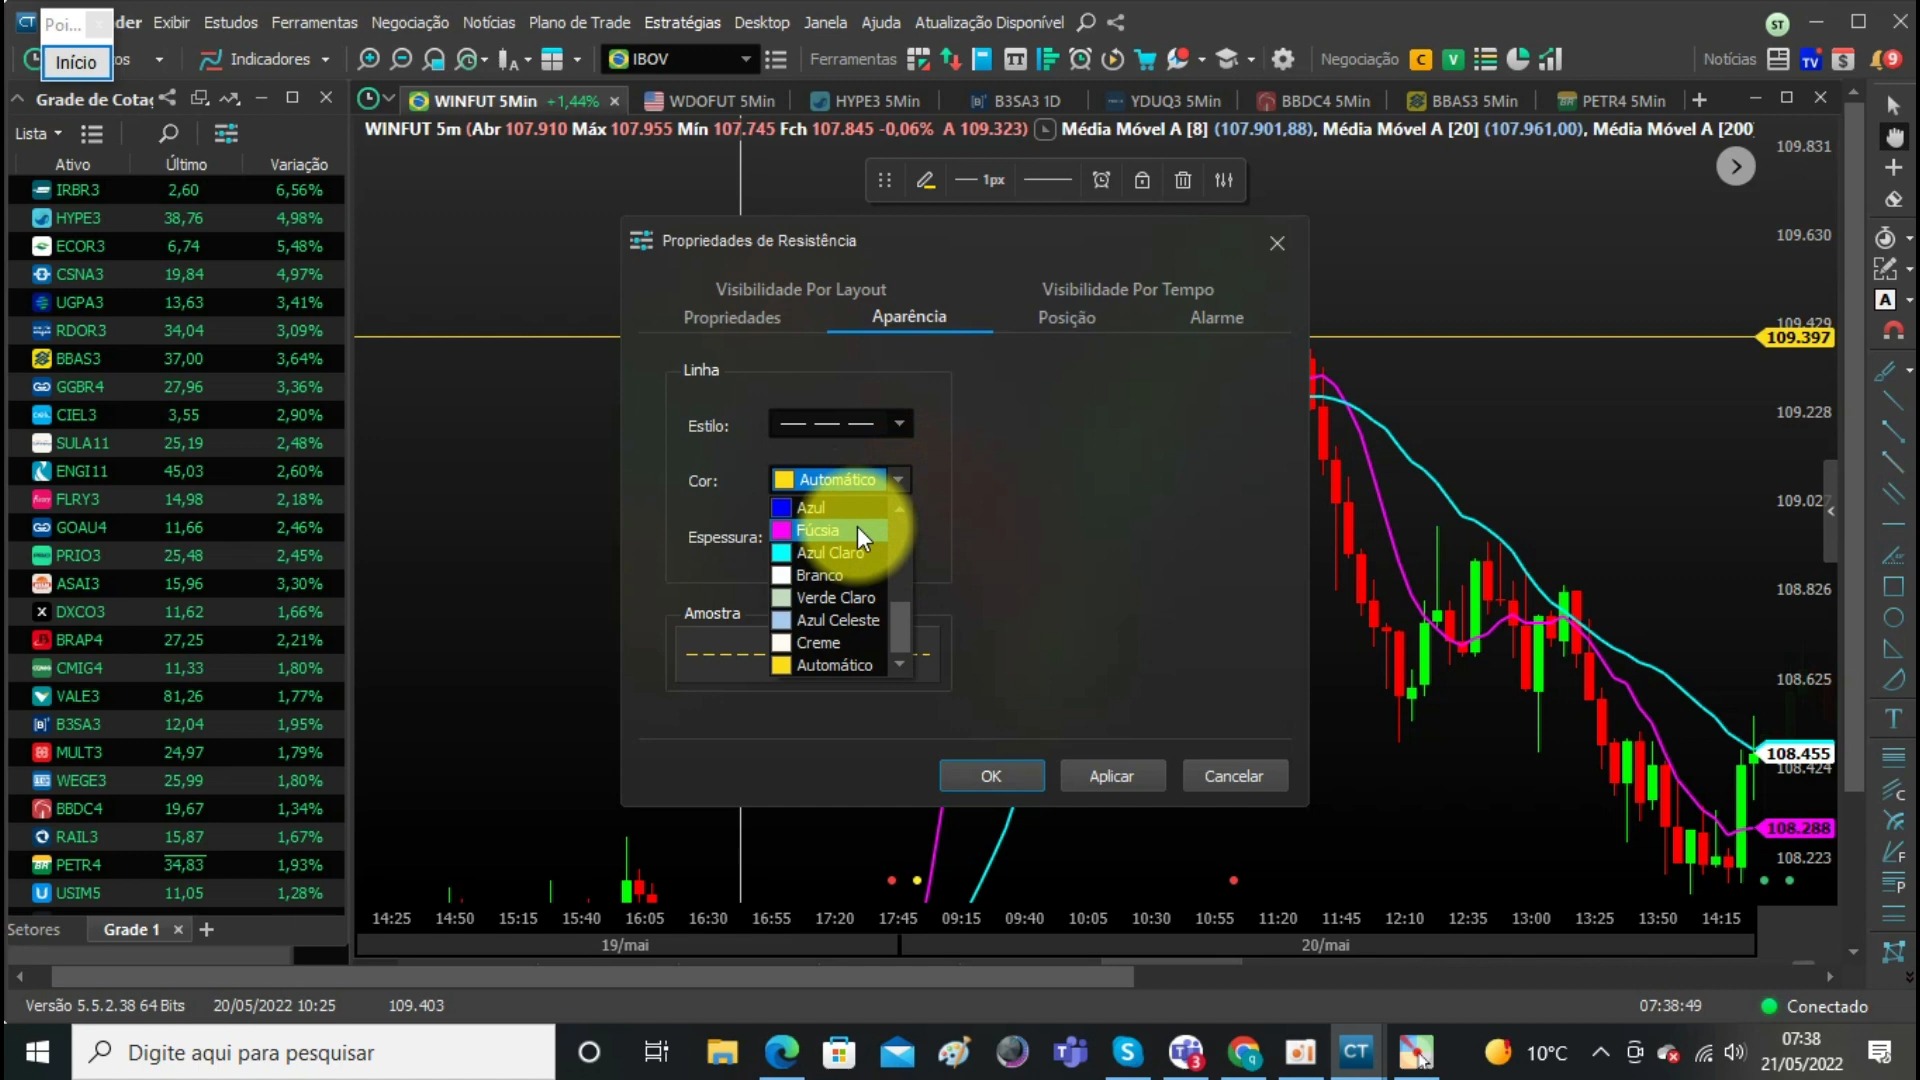 Poi...
der Exibir Estudos Ferramentas Negociação Notícias Plano de Trade Estratégias Desktop Janela Ajuda Atualização Disponível
ST
Início
os
Indicadores
IBOV
Ferramentas
Negociação
C
V
Notícias
TV
$
9
Grade de Cota
WINFUT 5Min +1,44%
WDOFUT 5Min
HYPE3 5Min
B3SA3 1D
YDUQ3 5Min
BBDC4 5Min
BBAS3 5Min
PETR4 5Min
Lista
WINFUT 5m (Abr 107.910 Máx 107.955 Mín 107.745 Fch 107.845 -0,06% A 109.323) Média Móvel A [8] (107.901,88), Média Móvel A [20] (107.961,00), Média Móvel A [200
Ativo Último Variação
IRBR3 2,60 6,56%
HYPE3 38,76 4,98%
ECOR3 6,74 5,48%
CSNA3 19,84 4,97%
UGPA3 13,63 3,41%
RDOR3 34,04 3,09%
BBAS3 37,00 3,64%
GGBR4 27,96 3,36%
CIEL3 3,55 2,90%
SULA11 25,19 2,48%
ENGI11 45,03 2,60%
FLRY3 14,98 2,18%
GOAU4 11,66 2,46%
PRIO3 25,48 2,45%
ASAI3 15,96 3,30%
DXCO3 11,62 1,66%
BRAP4 27,25 2,21%
CMIG4 11,33 1,80%
VALE3 81,26 1,77%
B3SA3 12,04 1,95%
MULT3 24,97 1,79%
WEGE3 25,99 1,80%
BBDC4 19,67 1,34%
RAIL3 15,87 1,67%
PETR4 34,83 1,93%
USIM5 11,05 1,28%
Setores
Grade 1
1px
Propriedades de Resistência
Visibilidade Por Layout
Visibilidade Por Tempo
Propriedades
Aparência
Posição
Alarme
Linha
Estilo:
Cor:
Automático
Azul
Fúcsia
Azul Claro
Branco
Verde Claro
Azul Celeste
Creme
Automático
Espessura:
Amostra
OK
Aplicar
Cancelar
109.831
109.630
109.429
109.397
109.228
109.027
108.826
108.625
108.455
108.424
108.288
108.223
A
T
C
F
P
14:25 14:50 15:15 15:40 16:05 16:30 16:55 17:20 17:45 09:15 09:40 10:05 10:30 10:55 11:20 11:45 12:10 12:35 13:00 13:25 13:50 14:15
19/mai
20/mai
Versão 5.5.2.38 64 Bits 20/05/2022 10:25 109.403
07:38:49
Conectado
Digite aqui para pesquisar
3
CT
10°C
07:38
21/05/2022